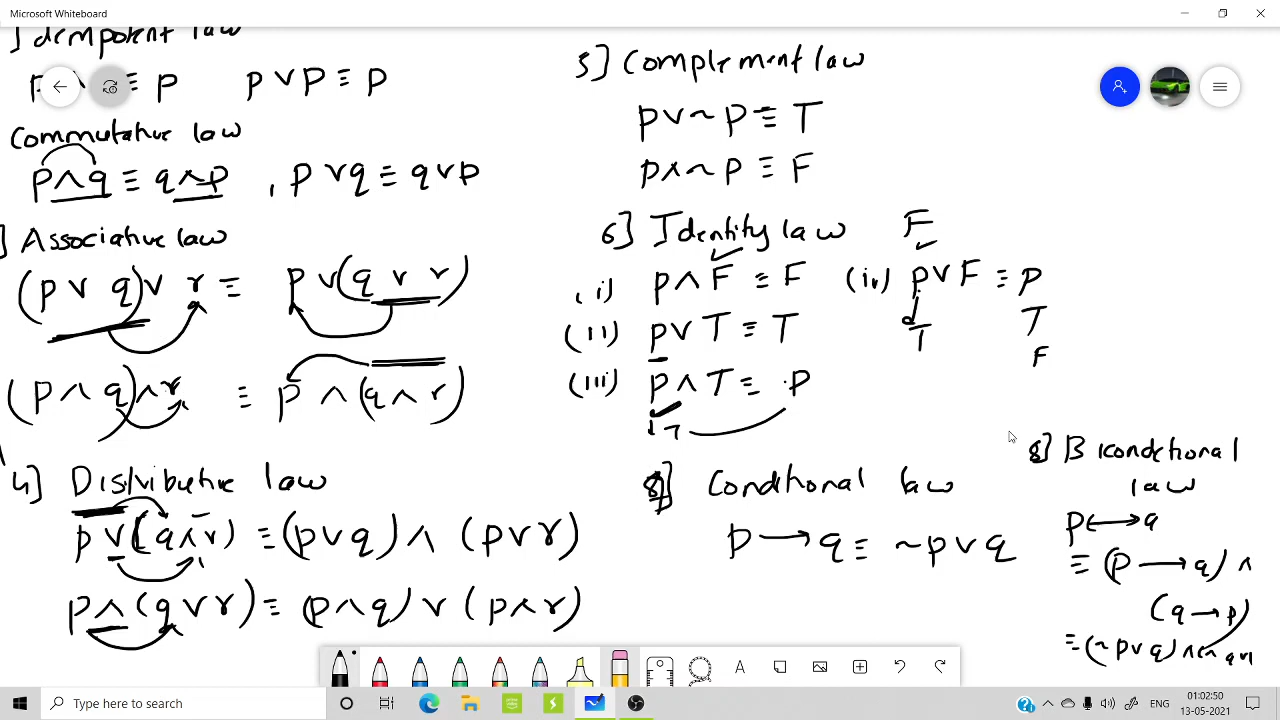 Microsoft Whiteboard
Idempotent law
p ∧ ≡ p    p ∨ p ≡ p
Commutative law
p ∧ q ≡ q ∧ p , p ∨ q ≡ q ∨ p
] Associative law
(p ∨ q) ∨ r ≡ p ∨ (q ∨ r)
(p ∧ q) ∧ r ≡ p ∧ (q ∧ r)
4] Distributive law
p ∨ (q ∧ r) ≡ (p ∨ q) ∧ (p ∨ r)
p ∧ (q ∨ r) ≡ (p ∧ q) ∨ (p ∧ r)
5] Complement law
p ∨ ~ p ≡ T
p ∧ ~ p ≡ F
6] Identity law    F
(i) p ∧ F ≡ F    (iv) p ∨ F ≡ p
(ii) p ∨ T ≡ T    T    T
F
(iii) p ∧ T ≡ p
T
] Conditional law
p → q ≡ ~p ∨ q
8] Biconditional
law
p ↔ q
≡ (p → q) ∧
(q → p)
≡ (~p ∨ q) ∧ (~q ∨
A
Type here to search
ENG
01:02:50
13-05-2021